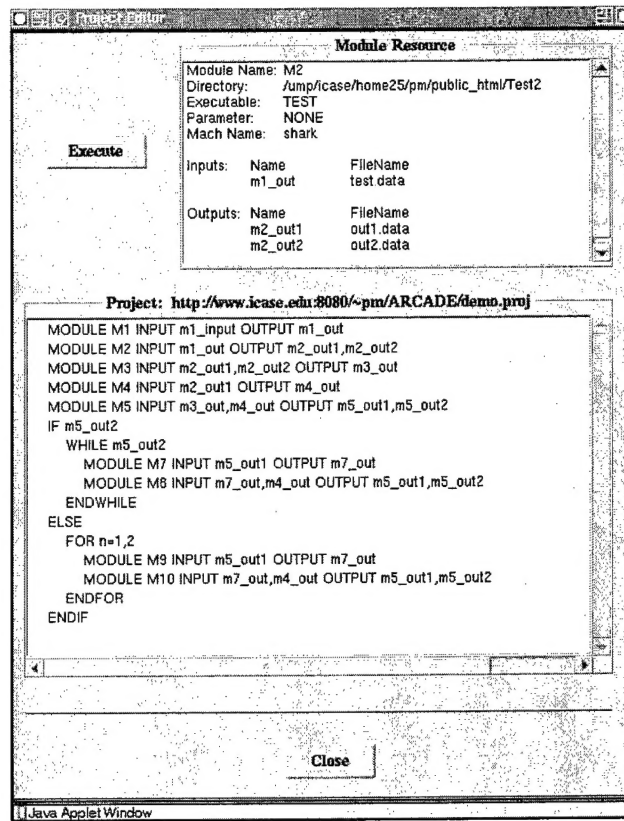 Project Editor
Module Resource
Module Name: M2
Directory: /ump/icase/home25/pm/public_html/Test2
Executable: TEST
Parameter: NONE
Mach Name: shark
Execute
Inputs: Name FileName
m1_out test.data
Outputs: Name FileName
m2_out1 out1.data
m2_out2 out2.data
Project: http://www.icase.edu:8080/~pm/ARCADE/demo.proj
MODULE M1 INPUT m1_input OUTPUT m1_out
MODULE M2 INPUT m1_out OUTPUT m2_out1,m2_out2
MODULE M3 INPUT m2_out1,m2_out2 OUTPUT m3_out
MODULE M4 INPUT m2_out1 OUTPUT m4_out
MODULE M5 INPUT m3_out,m4_out OUTPUT m5_out1,m5_out2
IF m5_out2
WHILE m5_out2
MODULE M7 INPUT m5_out1 OUTPUT m7_out
MODULE M8 INPUT m7_out,m4_out OUTPUT m5_out1,m5_out2
ENDWHILE
ELSE
FOR n=1,2
MODULE M9 INPUT m5_out1 OUTPUT m7_out
MODULE M10 INPUT m7_out,m4_out OUTPUT m5_out1,m5_out2
ENDFOR
ENDIF
Close
Java Applet Window